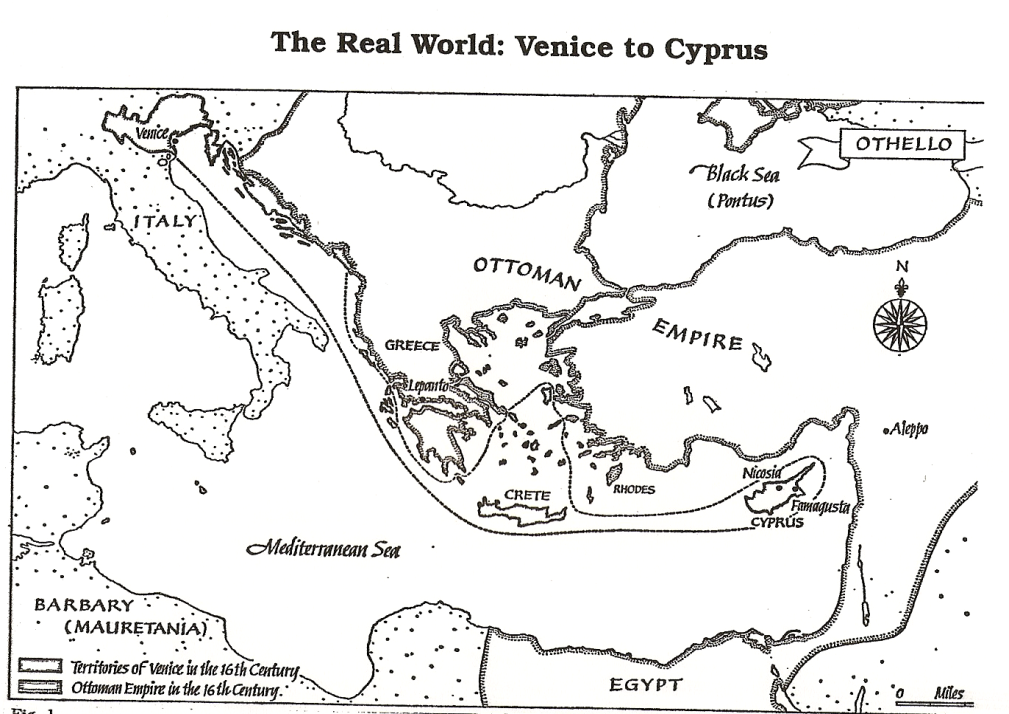 The Real World: Venice to Cyprus
OTHELLO
Venice
Black Sea
(Pontus)
ITALY
N
OTTOMAN
EMPIRE
GREECE
Lepanto
Aleppo
Nicosia
RHODES
CRETE
Famagusta
CYPRUS
Mediterranean Sea
BARBARY
(MAURETANIA)
Territories of Venice in the 16th Century
Ottoman Empire in the 16th Century.
EGYPT
0 Miles